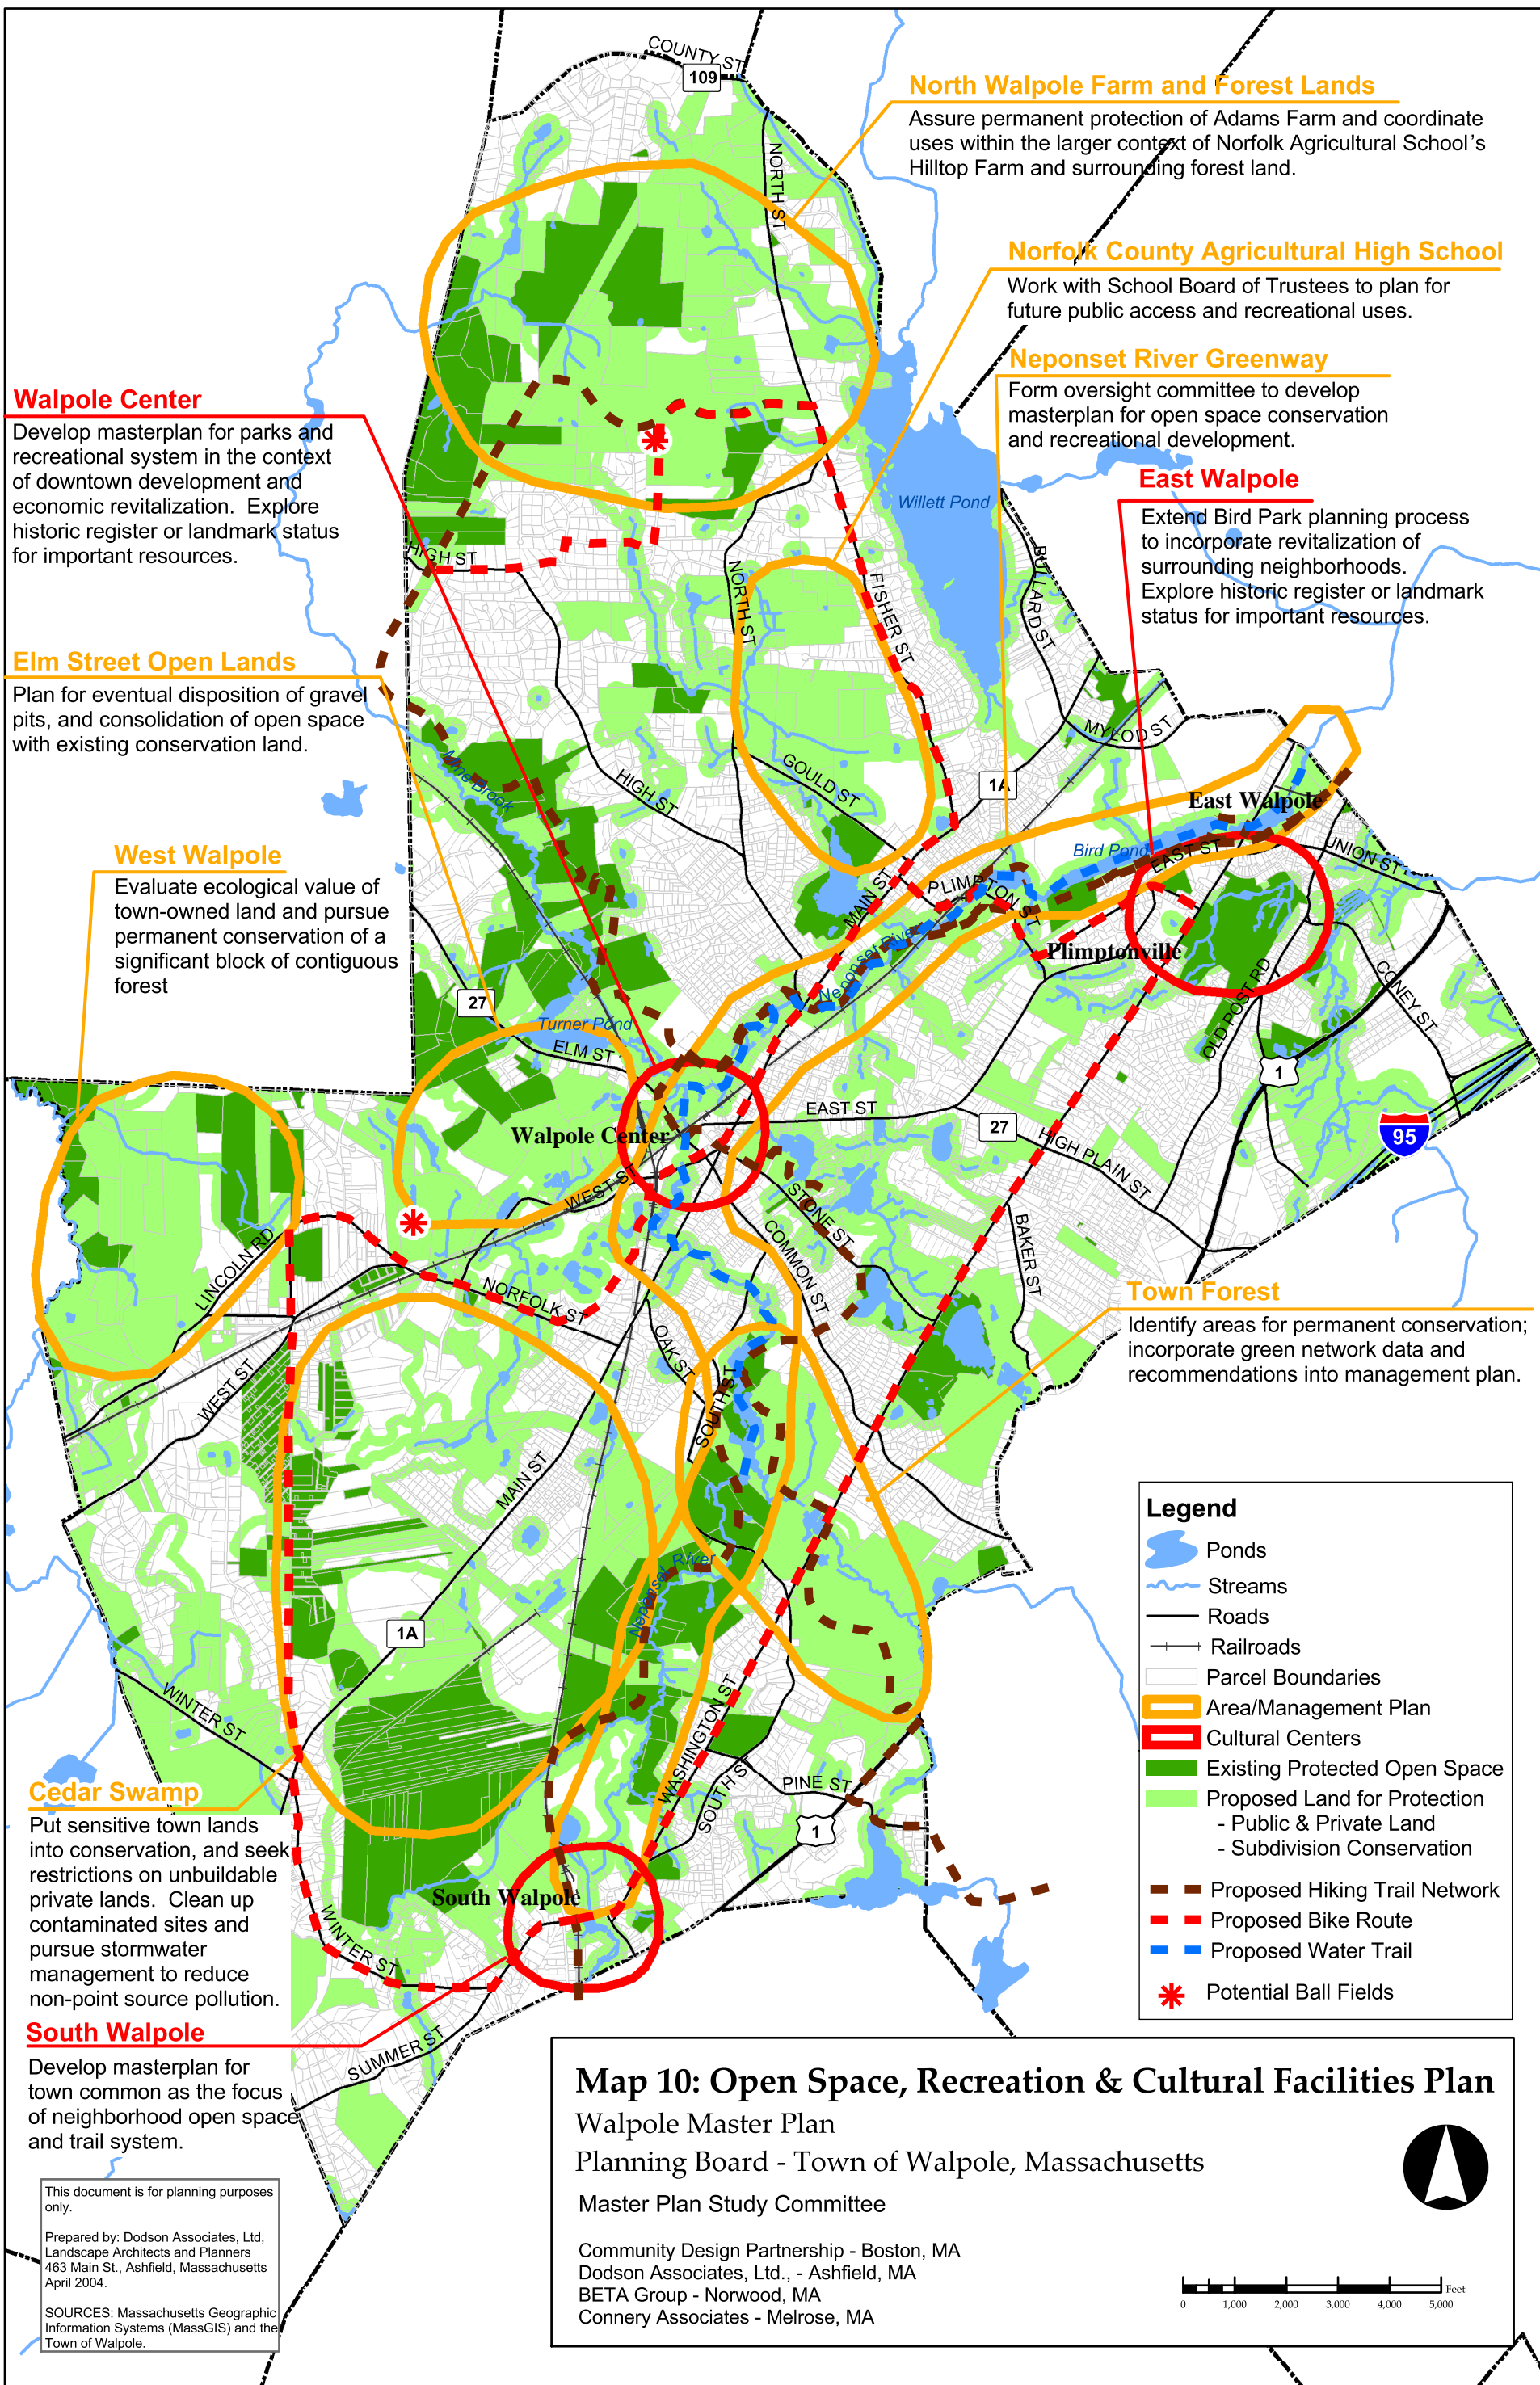 COUNTY ST
109
North Walpole Farm and Forest Lands
Assure permanent protection of Adams Farm and coordinate
uses within the larger context of Norfolk Agricultural School's
Hilltop Farm and surrounding forest land.
NORTH ST
Norfolk County Agricultural High School
Work with School Board of Trustees to plan for
future public access and recreational uses.
Neponset River Greenway
Form oversight committee to develop
masterplan for open space conservation
and recreational development.
Walpole Center
Develop masterplan for parks and
recreational system in the context
of downtown development and
economic revitalization. Explore
historic register or landmark status
for important resources.
East Walpole
Extend Bird Park planning process
to incorporate revitalization of
surrounding neighborhoods.
Explore historic register or landmark
status for important resources.
Willett Pond
HIGH ST
NORTH ST
FISHER ST
BULLARD ST
Elm Street Open Lands
Plan for eventual disposition of gravel
pits, and consolidation of open space
with existing conservation land.
MYLOD ST
Mine Brook
HIGH ST
GOULD ST
1A
East Walpole
Bird Pond
EAST ST
UNION ST
West Walpole
Evaluate ecological value of
town-owned land and pursue
permanent conservation of a
significant block of contiguous
forest
MAIN ST
PLIMPTON ST
Neponset River
Plimptonville
OLD POST RD
CONEY ST
27
Turner Pond
ELM ST
1
Walpole Center
EAST ST
27
HIGH PLAIN ST
95
WEST ST
STONE ST
COMMON ST
BAKER ST
LINCOLN RD
NORFOLK ST
Town Forest
Identify areas for permanent conservation;
incorporate green network data and
recommendations into management plan.
OAK ST
SOUTH ST
WEST ST
MAIN ST
Neponset River
1A
WINTER ST
WASHINGTON ST
SOUTH ST
PINE ST
1
Cedar Swamp
Put sensitive town lands
into conservation, and seek
restrictions on unbuildable
private lands. Clean up
contaminated sites and
pursue stormwater
management to reduce
non-point source pollution.
South Walpole
WINTER ST
South Walpole
Develop masterplan for
town common as the focus
of neighborhood open space
and trail system.
SUMMER ST
Legend
Ponds
Streams
Roads
Railroads
Parcel Boundaries
Area/Management Plan
Cultural Centers
Existing Protected Open Space
Proposed Land for Protection
- Public & Private Land
- Subdivision Conservation
Proposed Hiking Trail Network
Proposed Bike Route
Proposed Water Trail
Potential Ball Fields
Map 10: Open Space, Recreation & Cultural Facilities Plan
Walpole Master Plan
Planning Board - Town of Walpole, Massachusetts
Master Plan Study Committee
Community Design Partnership - Boston, MA
Dodson Associates, Ltd., - Ashfield, MA
BETA Group - Norwood, MA
Connery Associates - Melrose, MA
Feet
0 1,000 2,000 3,000 4,000 5,000
This document is for planning purposes
only.
Prepared by: Dodson Associates, Ltd,
Landscape Architects and Planners
463 Main St., Ashfield, Massachusetts
April 2004.
SOURCES: Massachusetts Geographic
Information Systems (MassGIS) and the
Town of Walpole.